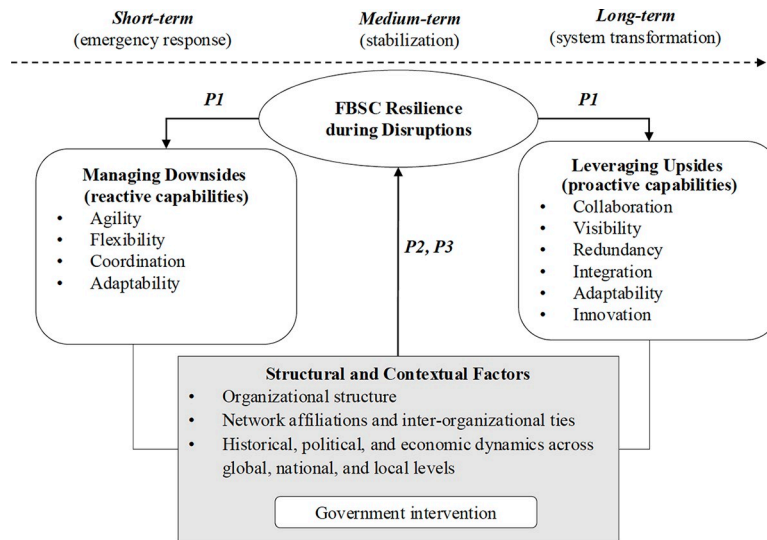 Short-term
(emergency response)
Medium-term
(stabilization)
Long-term
(system transformation)
P1
FBSC Resilience
during Disruptions
P1
Managing Downsides
(reactive capabilities)
• Agility
• Flexibility
• Coordination
• Adaptability
Leveraging Upsides
(proactive capabilities)
• Collaboration
• Visibility
• Redundancy
• Integration
• Adaptability
• Innovation
P2, P3
Structural and Contextual Factors
• Organizational structure
• Network affiliations and inter-organizational ties
• Historical, political, and economic dynamics across
global, national, and local levels
Government intervention